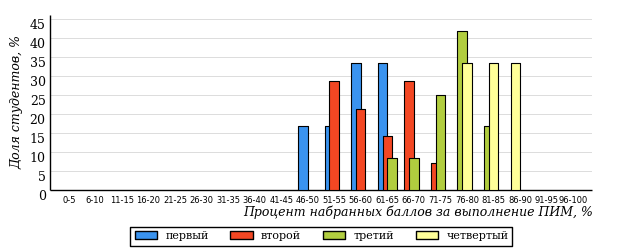 Доля студентов, %
45
40
35
30
25
20
15
10
5
0
0-5 6-10 11-15 16-20 21-25 26-30 31-35 36-40 41-45 46-50 51-55 56-60 61-65 66-70 71-75 76-80 81-85 86-90 91-95 96-100
Процент набранных баллов за выполнение ПИМ, %
первый второй третий четвертый